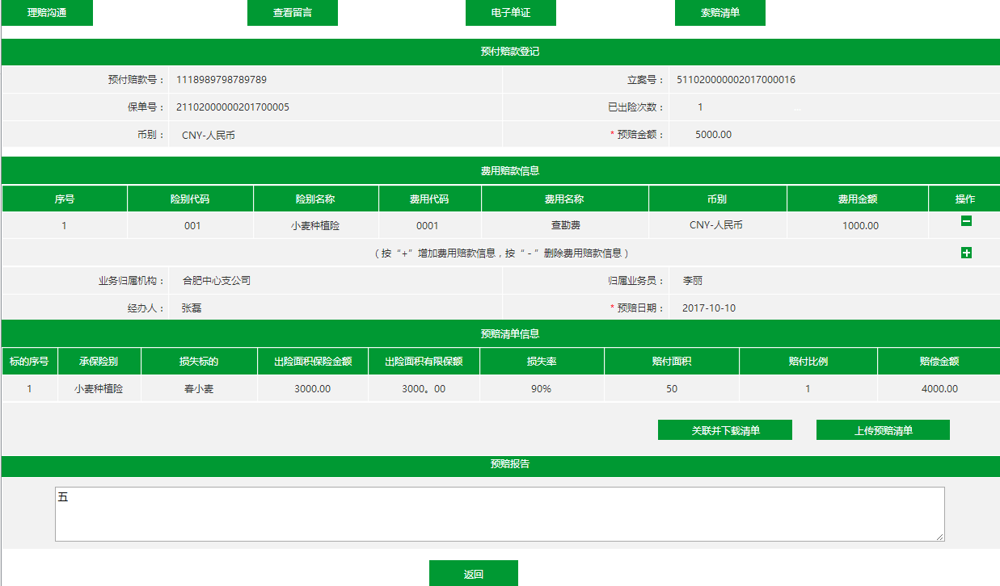 理赔沟通 查看留言 电子单证 索赔清单
预付赔款登记
预付赔款号： 1118989798789789 立案号： 511020000002017000016
保单号： 21102000000201700005 已出险次数： 1
币别： CNY-人民币 * 预赔金额： 5000.00
费用赔款信息
序号 险别代码 险别名称 费用代码 费用名称 币别 费用金额 操作
1 001 小麦种植险 0001 查勘费 CNY-人民币 1000.00
（按“+”增加费用赔款信息，按“-”删除费用赔款信息）
业务归属机构： 合肥中心支公司 归属业务员： 李丽
经办人： 张磊 * 预赔日期： 2017-10-10
预赔清单信息
标的序号 承保险别 损失标的 出险面积保险金额 出险面积有限保额 损失率 赔付面积 赔付比例 赔偿金额
1 小麦种植险 春小麦 3000.00 3000。00 90% 50 1 4000.00
关联并下载清单 上传预赔清单
预赔报告
五
返回